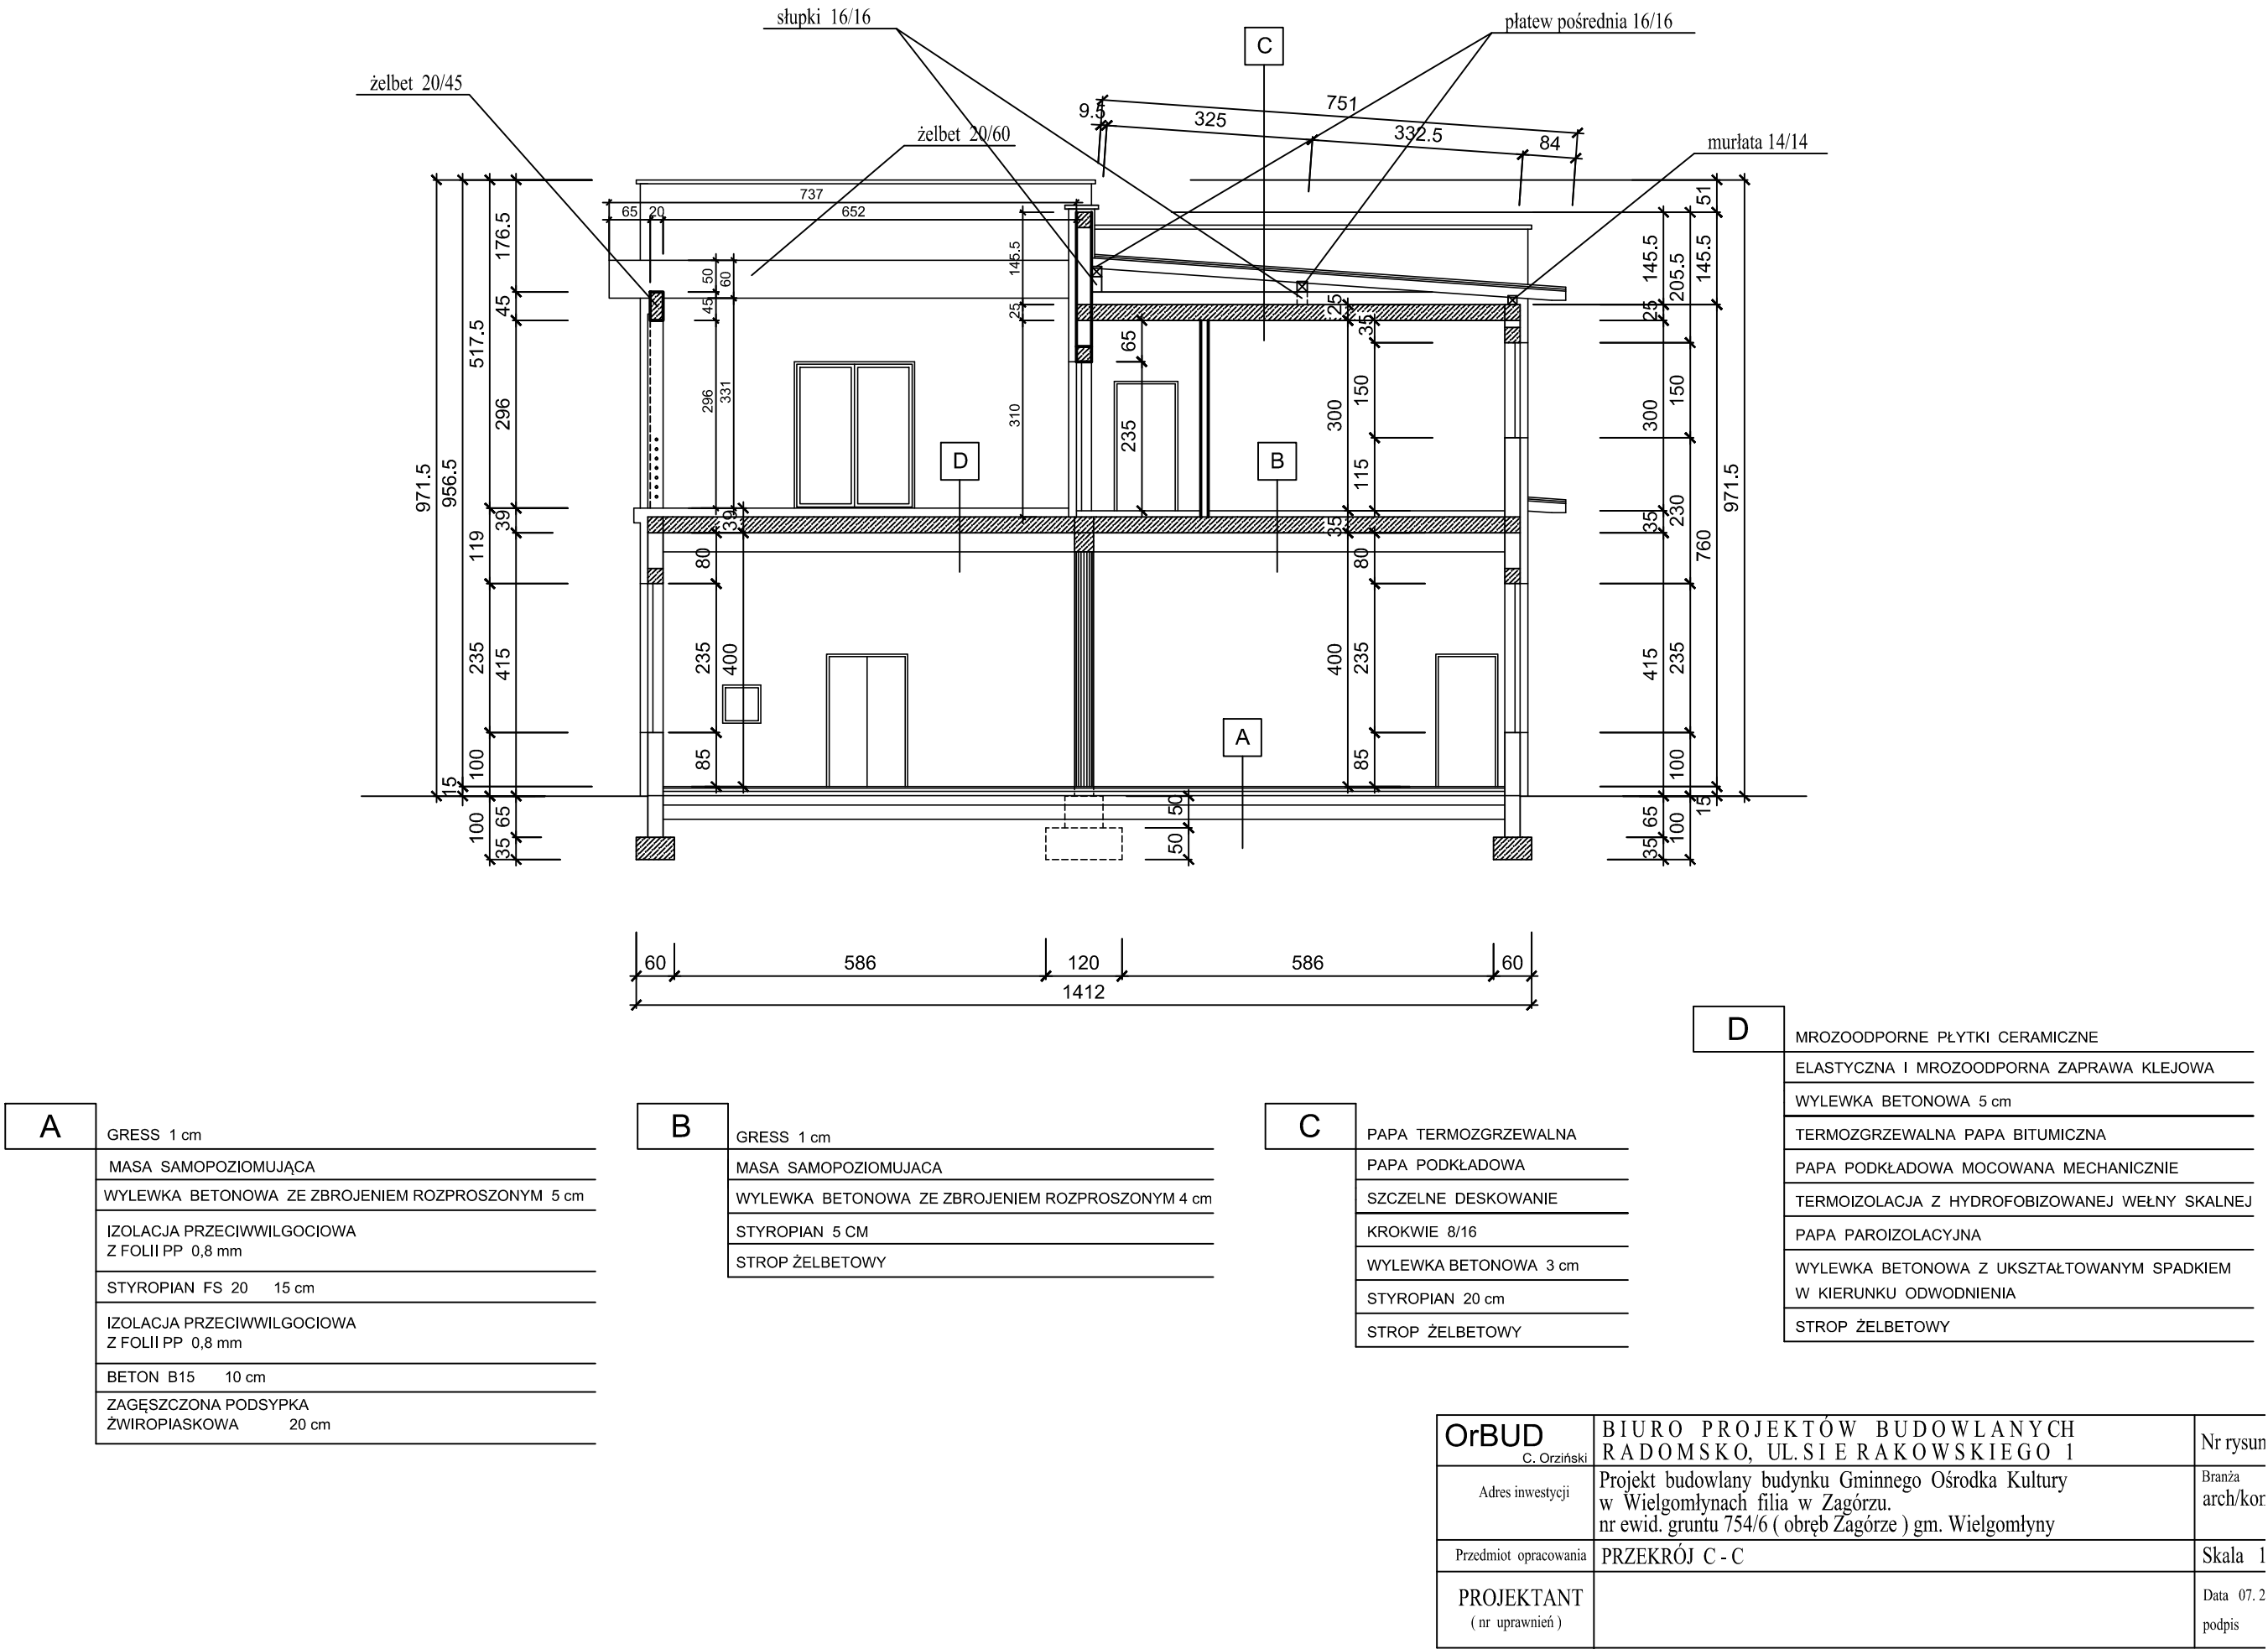 słupki 16/16
płatew pośrednia 16/16
C
żelbet 20/45
żelbet 20/60
murłata 14/14
751
9.5
325
332.5
84
737
65
20
652
971.5
956.5
15
517.5
119
235
100
100
176.5
45
296
39
415
65
35
50
45
296
60
331
80
235
85
39
400
145.5
25
310
65
235
D
B
A
25
300
35
400
35
150
115
80
235
85
50
50
145.5
25
300
35
415
65
35
205.5
150
230
235
100
100
51
145.5
760
15
971.5
60
586
120
586
60
1412
A
GRESS 1 cm
MASA SAMOPOZIOMUJĄCA
WYLEWKA BETONOWA ZE ZBROJENIEM ROZPROSZONYM 5 cm
IZOLACJA PRZECIWWILGOCIOWA
Z FOLII PP 0,8 mm
STYROPIAN FS 20 15 cm
IZOLACJA PRZECIWWILGOCIOWA
Z FOLII PP 0,8 mm
BETON B15 10 cm
ZAGĘSZCZONA PODSYPKA
ŻWIROPIASKOWA 20 cm
B
GRESS 1 cm
MASA SAMOPOZIOMUJACA
WYLEWKA BETONOWA ZE ZBROJENIEM ROZPROSZONYM 4 cm
STYROPIAN 5 CM
STROP ŻELBETOWY
C
PAPA TERMOZGRZEWALNA
PAPA PODKŁADOWA
SZCZELNE DESKOWANIE
KROKWIE 8/16
WYLEWKA BETONOWA 3 cm
STYROPIAN 20 cm
STROP ŻELBETOWY
D
MROZOODPORNE PŁYTKI CERAMICZNE
ELASTYCZNA I MROZOODPORNA ZAPRAWA KLEJOWA
WYLEWKA BETONOWA 5 cm
TERMOZGRZEWALNA PAPA BITUMICZNA
PAPA PODKŁADOWA MOCOWANA MECHANICZNIE
TERMOIZOLACJA Z HYDROFOBIZOWANEJ WEŁNY SKALNEJ
PAPA PAROIZOLACYJNA
WYLEWKA BETONOWA Z UKSZTAŁTOWANYM SPADKIEM
W KIERUNKU ODWODNIENIA
STROP ŻELBETOWY
OrBUD
C. Orziński
BIURO PROJEKTÓW BUDOWLANYCH
RADOMSKO, UL. SIERAKOWSKIEGO 1
Nr rysun
Adres inwestycji
Projekt budowlany budynku Gminnego Ośrodka Kultury
w Wielgomłynach filia w Zagórzu.
nr ewid. gruntu 754/6 ( obręb Zagórze ) gm. Wielgomłyny
Branża
arch/kon
Przedmiot opracowania
PRZEKRÓJ C - C
Skala 1
PROJEKTANT
( nr uprawnień )
Data 07. 2
podpis